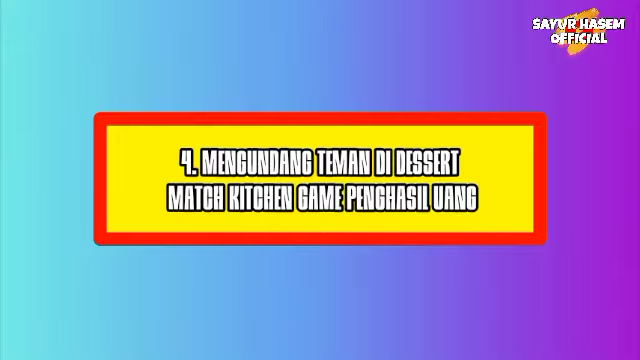 SAYUR HASEM
OFFICIAL
4. MENGUNDANG TEMAN DI DESSERT
MATCH KITCHEN GAME PENGHASIL UANG